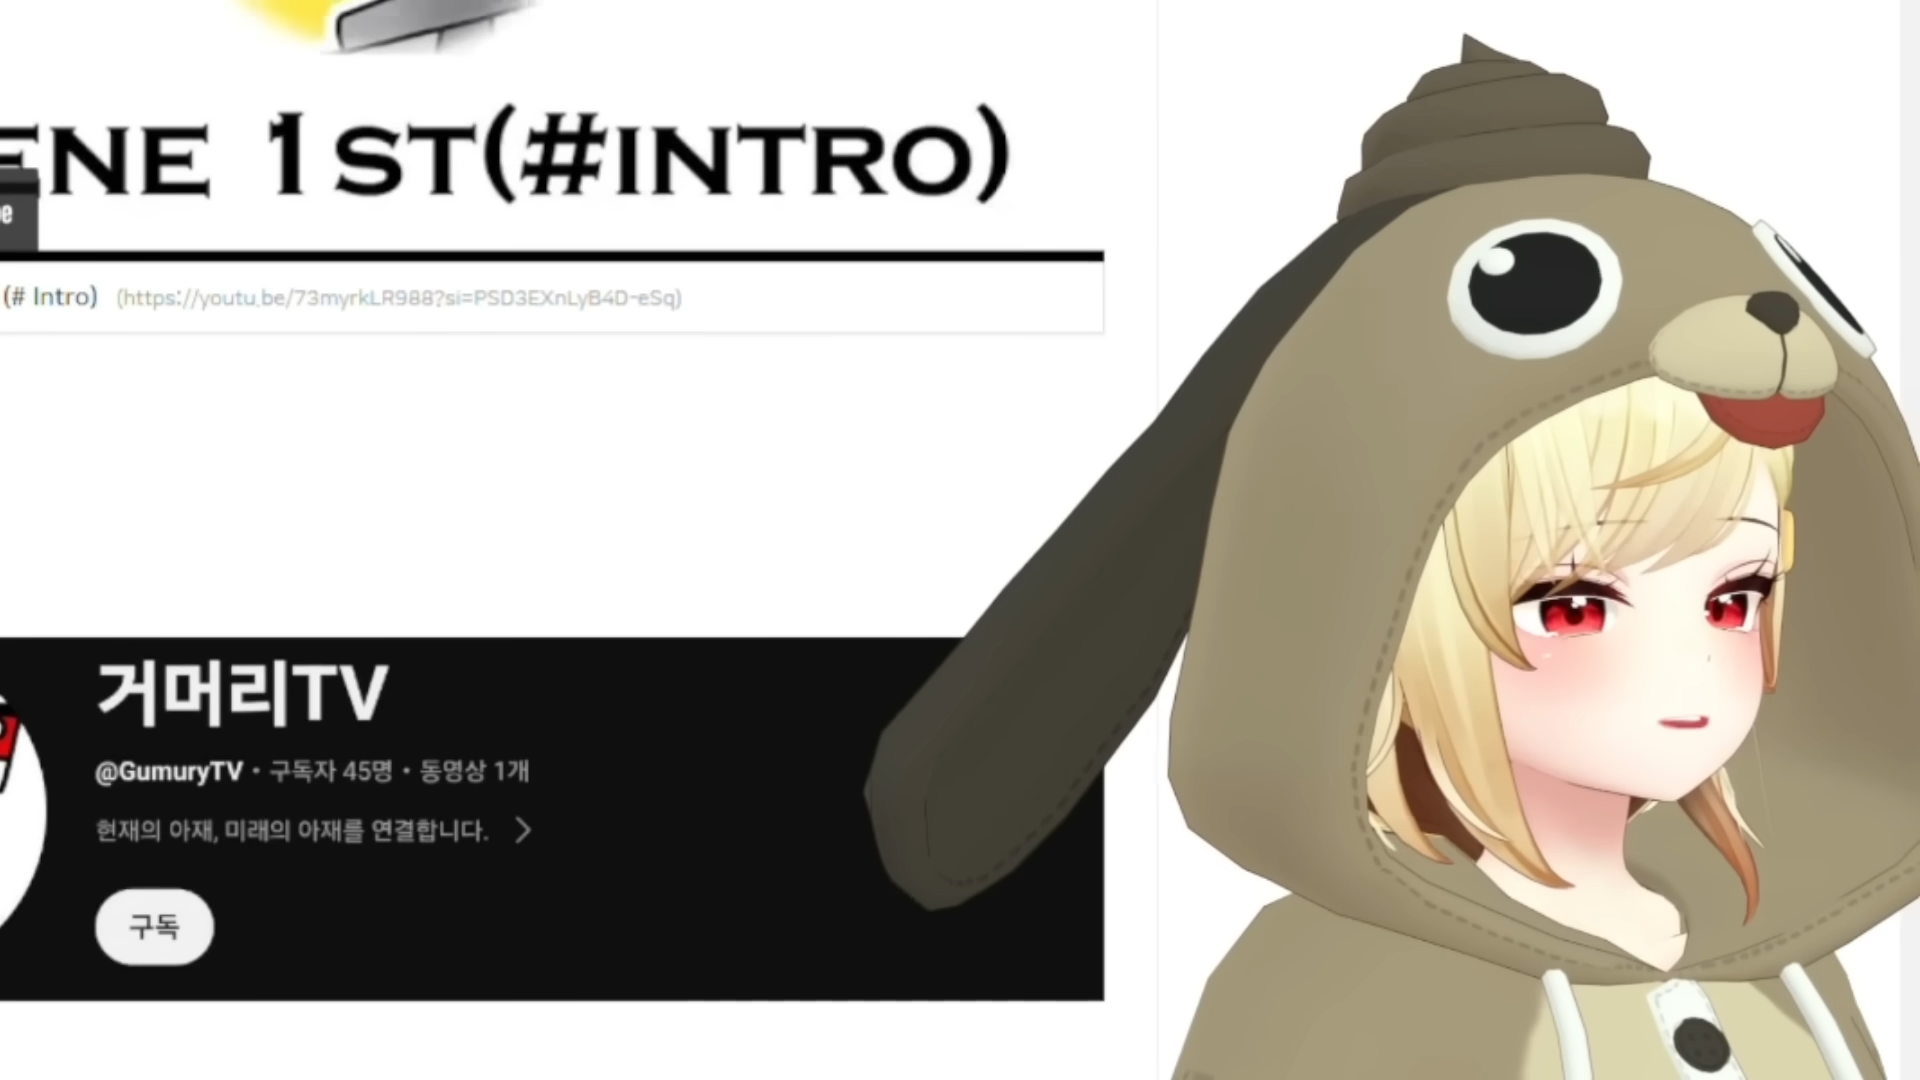 ENE 1ST(#INTRO)
be
(# Intro) (https://youtu.be/73myrkLR988?si=PSD3EXnLyB4D-eSq)
거머리TV
@GumuryTV • 구독자 45명 • 동영상 1개
현재의 아재, 미래의 아재를 연결합니다.
구독